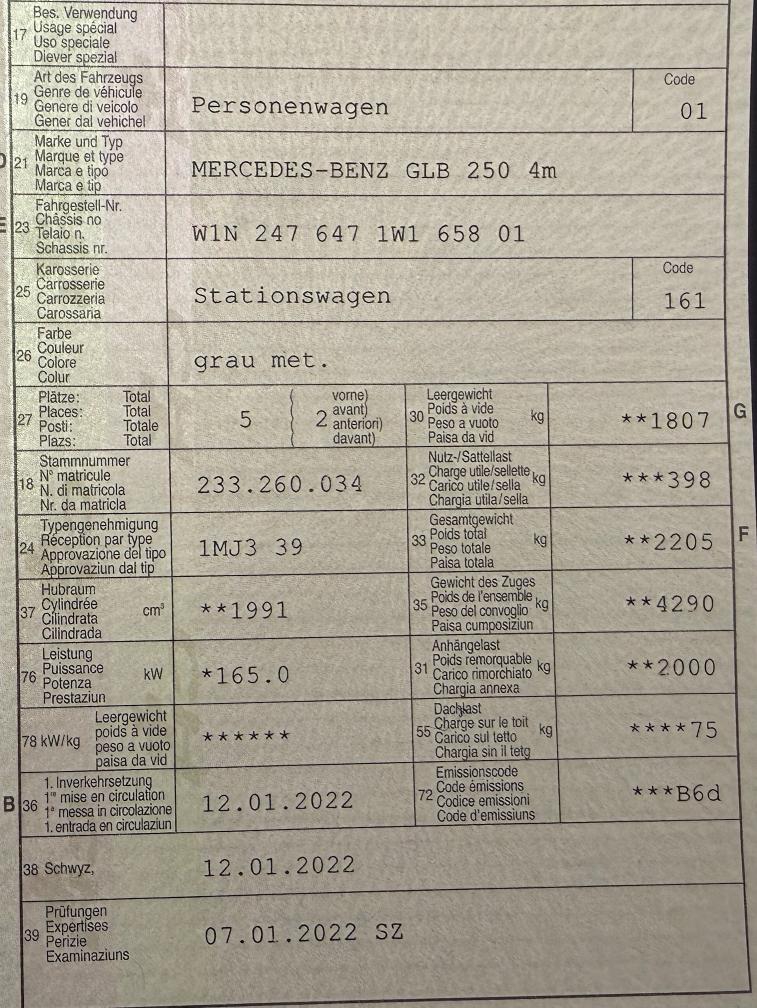 17 Bes. Verwendung
Usage spécial
Uso speciale
Diever spezial
19 Art des Fahrzeugs
Genre de véhicule
Genere di veicolo
Gener dal vehichel
Personenwagen
Code
01
D 21 Marke und Typ
Marque et type
Marca e tipo
Marca e tip
MERCEDES-BENZ GLB 250 4m
E 23 Fahrgestell-Nr.
Châssis no
Telaio n.
Schassis nr.
W1N 247 647 1W1 658 01
25 Karosserie
Carrosserie
Carrozzeria
Carossaria
Stationswagen
Code
161
26 Farbe
Couleur
Colore
Colur
grau met.
27 Plätze: Total
Places: Total
Posti: Totale
Plazs: Total
5
2
vorne)
avant)
anteriori)
davant)
30 Leergewicht
Poids à vide
Peso a vuoto
Paisa da vid
kg
**1807
G
18 Stammnummer
N° matricule
N. di matricola
Nr. da matricla
233.260.034
32 Nutz-/Sattellast
Charge utile/sellette
Carico utile/sella
Chargia utila/sella
kg
***398
24 Typengenehmigung
Réception par type
Approvazione del tipo
Approvaziun dal tip
1MJ3 39
33 Gesamtgewicht
Poids total
Peso totale
Paisa totala
kg
**2205
F
37 Hubraum
Cylindrée
Cilindrata
Cilindrada
cm³
**1991
35 Gewicht des Zuges
Poids de l'ensemble
Peso del convoglio
Paisa cumposiziun
kg
**4290
76 Leistung
Puissance
Potenza
Prestaziun
kW
*165.0
31 Anhängelast
Poids remorquable
Carico rimorchiato
Chargia annexa
kg
**2000
78 kW/kg
Leergewicht
poids à vide
peso a vuoto
paisa da vid
******
55 Dachlast
Charge sur le toit
Carico sul tetto
Chargia sin il tetg
kg
****75
B 36 1. Inverkehrsetzung
1re mise en circulation
1a messa in circolazione
1. entrada en circulaziun
12.01.2022
72 Emissionscode
Code émissions
Codice emissioni
Code d'emissiuns
***B6d
38 Schwyz,
12.01.2022
39 Prüfungen
Expertises
Perizie
Examinaziuns
07.01.2022 SZ